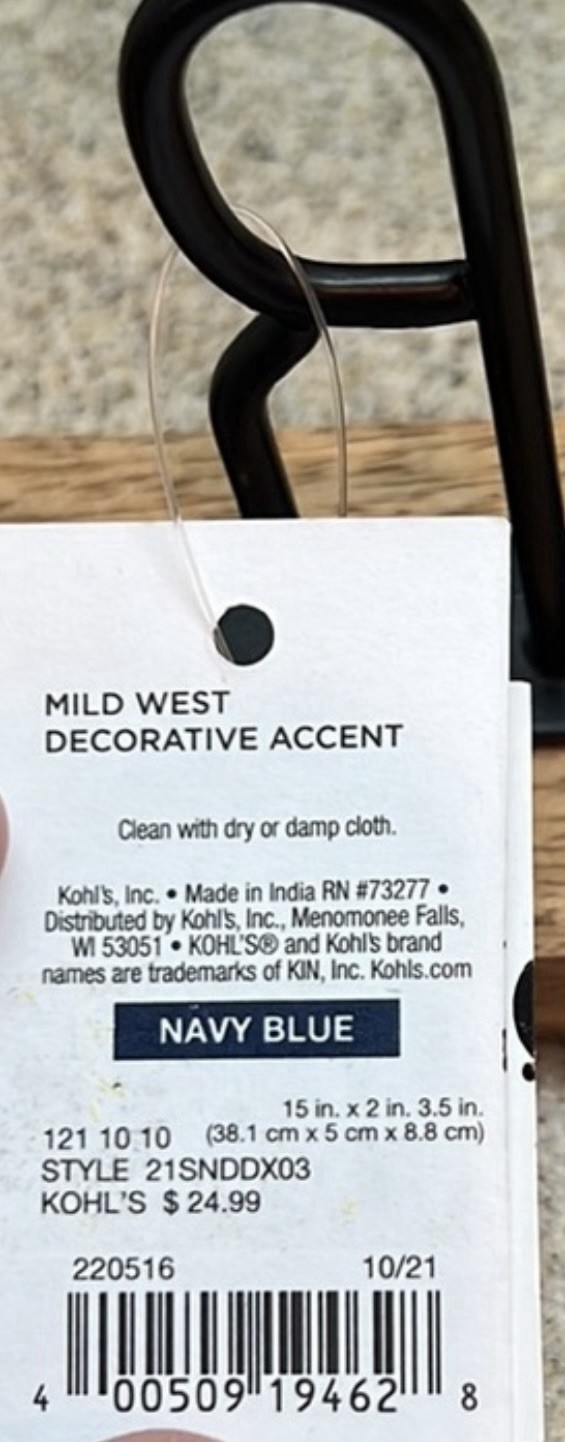 MILD WEST
DECORATIVE ACCENT
Clean with dry or damp cloth.
Kohl's, Inc. • Made in India RN #73277 •
Distributed by Kohl's, Inc., Menomonee Falls,
WI 53051 • KOHL'S® and Kohl's brand
names are trademarks of KIN, Inc. Kohls.com
NAVY BLUE
15 in. x 2 in. 3.5 in.
121 10 10 (38.1 cm x 5 cm x 8.8 cm)
STYLE 21SNDDX03
KOHL'S $ 24.99
220516 10/21
4 00509 19462 8